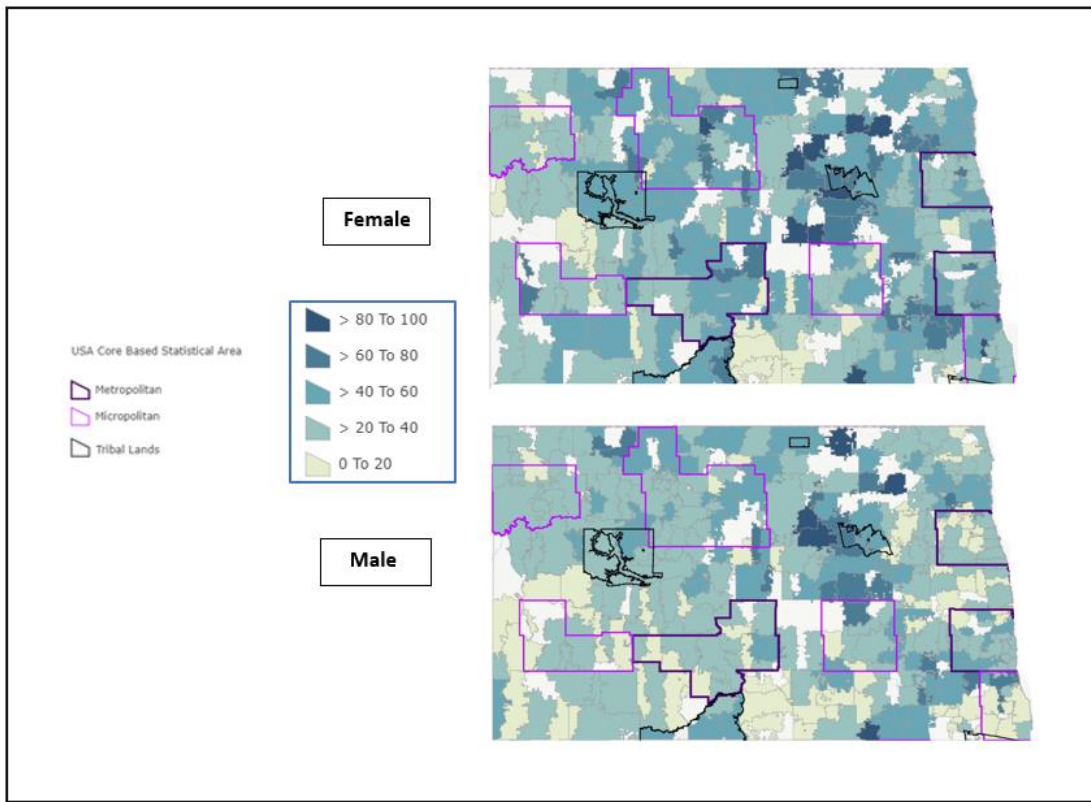 Female
> 80 To 100
> 60 To 80
> 40 To 60
> 20 To 40
0 To 20
USA Core Based Statistical Area
Metropolitan
Micropolitan
Tribal Lands
Male